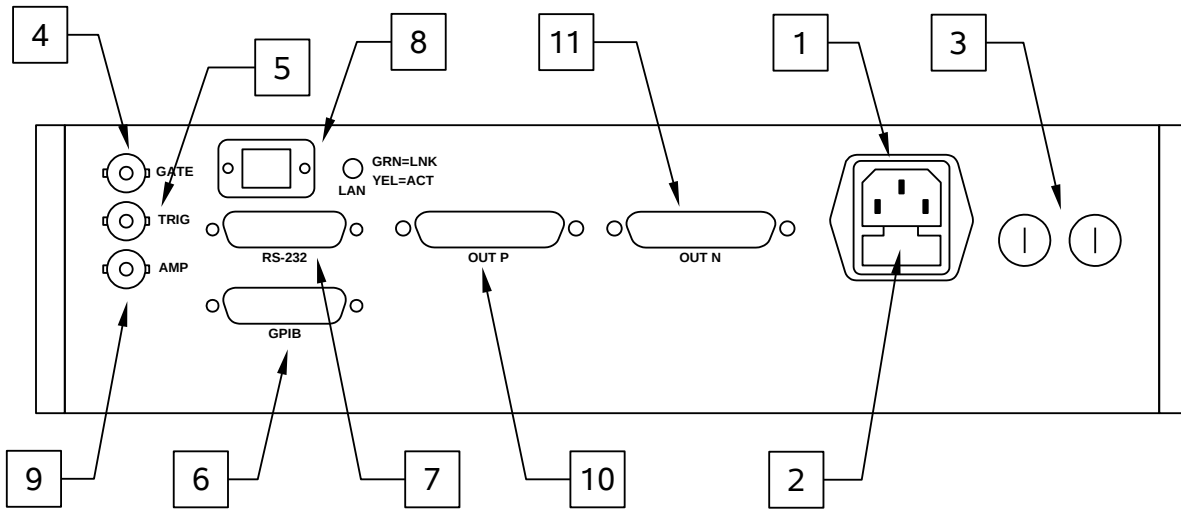 4
5
8
11
1
3
GATE
GRN=LNK
YEL=ACT
LAN
TRIG
RS-232
OUT P
OUT N
AMP
GPIB
9
6
7
10
2